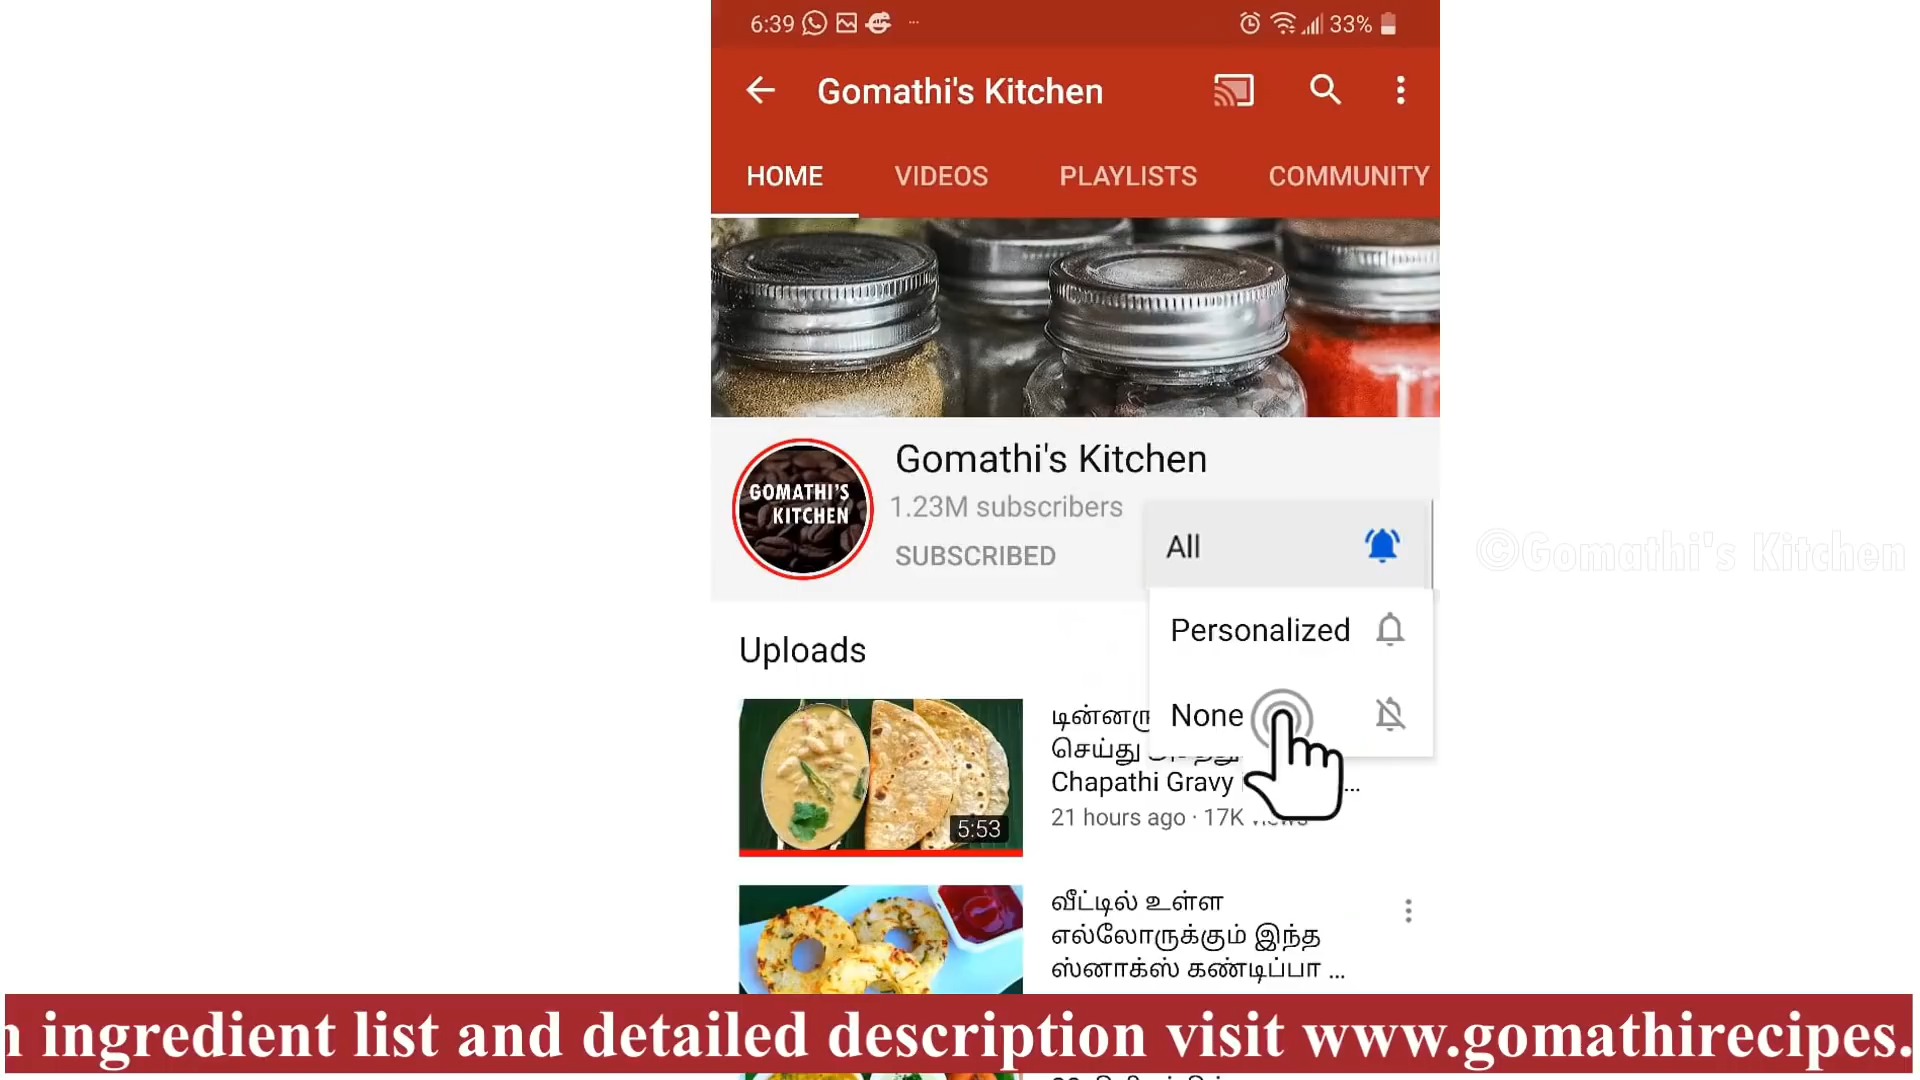 6:39
33%
Gomathi's Kitchen
HOME VIDEOS PLAYLISTS COMMUNITY
GOMATHI'S
KITCHEN
Gomathi's Kitchen
1.23M subscribers
SUBSCRIBED
All
Personalized
None
©Gomathi's Kitchen
Uploads
5:53
செய்து
Chapathi Gravy ...
21 hours ago · 17K views
வீட்டில் உள்ள
எல்லோருக்கும் இந்த
ஸ்னாக்ஸ் கண்டிப்பா ...
ingredient list and detailed description visit www.gomathirecipes.